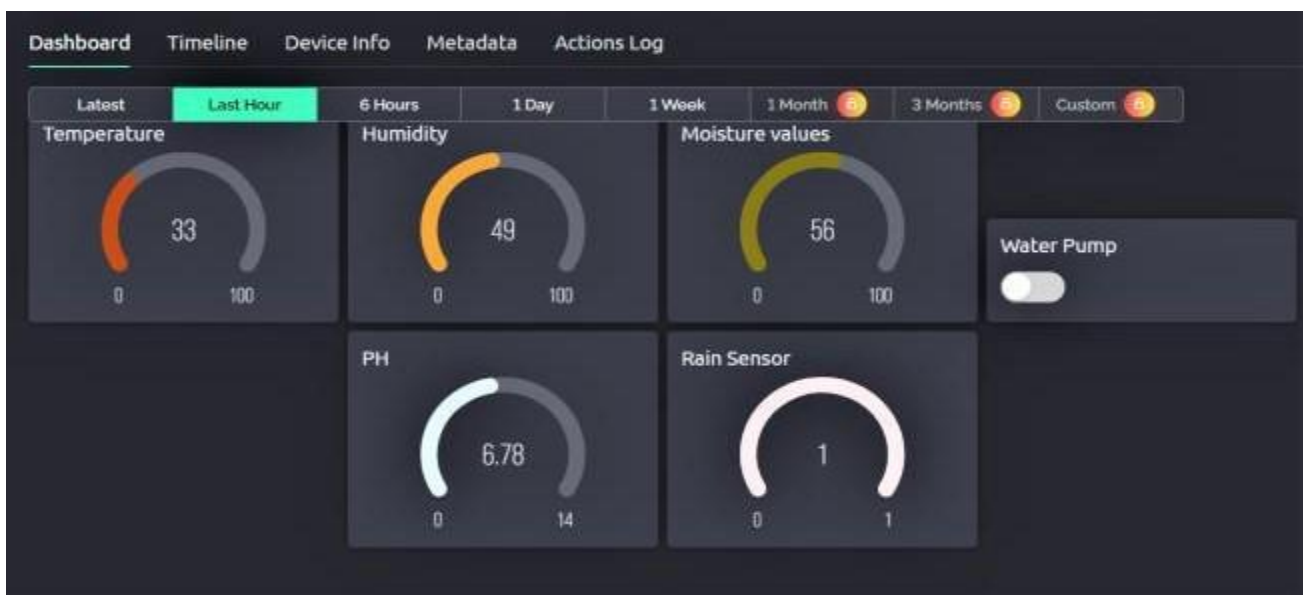 Dashboard Timeline Device Info Metadata Actions Log
Latest Last Hour 6 Hours 1 Day 1 Week 1 Month 3 Months Custom
Temperature Humidity Moisture values
33 49 56
Water Pump
0 100 0 100 0 100
PH Rain Sensor
6.78 1
0 14 0 1